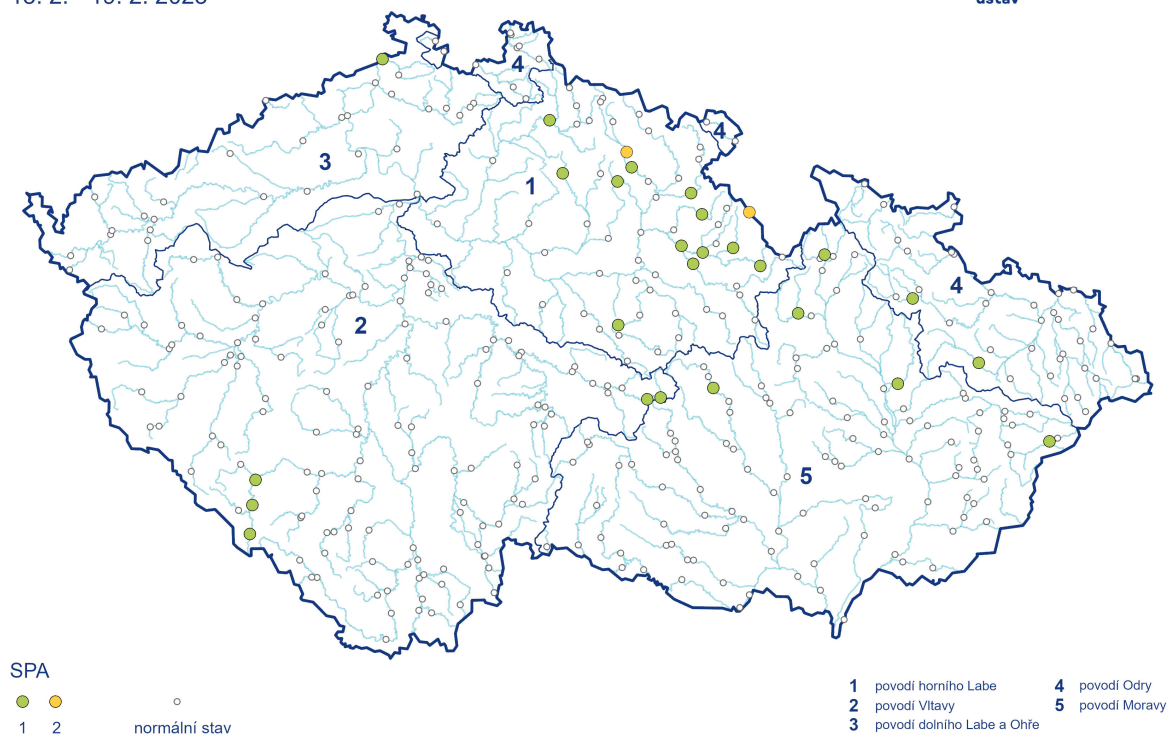 ústav
4
4
3
1
4
2
5
SPA
1 2 normální stav
1 povodí horního Labe
2 povodí Vltavy
3 povodí dolního Labe a Ohře
4 povodí Odry
5 povodí Moravy